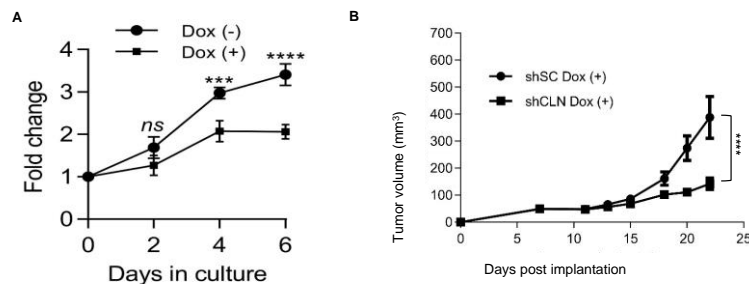 A
Dox (-)
Dox (+)
Fold change
4
3
2
1
0
ns
***
****
0 2 4 6
Days in culture
B
shSC Dox (+)
shCLN Dox (+)
Tumor volume (mm³)
700
600
500
400
300
200
100
0
****
0 5 10 15 20 25
Days post implantation